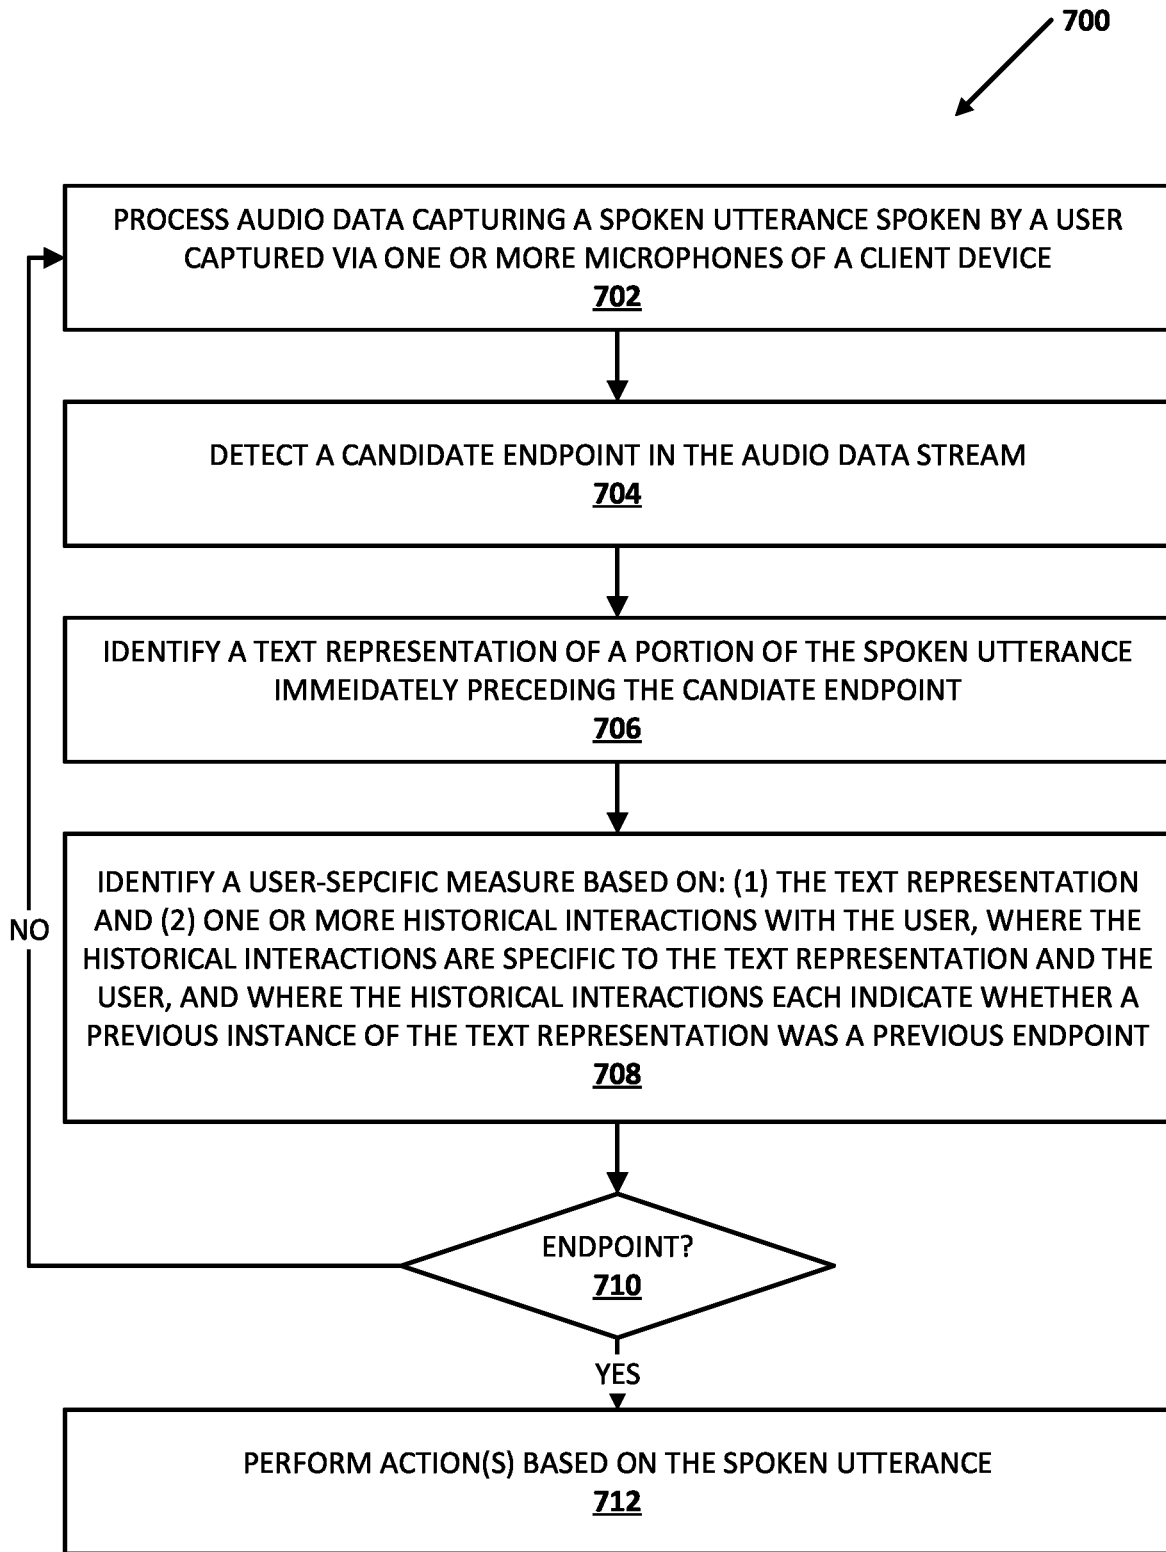 700
PROCESS AUDIO DATA CAPTURING A SPOKEN UTTERANCE SPOKEN BY A USER
CAPTURED VIA ONE OR MORE MICROPHONES OF A CLIENT DEVICE
702
DETECT A CANDIDATE ENDPOINT IN THE AUDIO DATA STREAM
704
IDENTIFY A TEXT REPRESENTATION OF A PORTION OF THE SPOKEN UTTERANCE
IMMEIDATELY PRECEDING THE CANDIATE ENDPOINT
706
IDENTIFY A USER-SEPCIFIC MEASURE BASED ON: (1) THE TEXT REPRESENTATION
AND (2) ONE OR MORE HISTORICAL INTERACTIONS WITH THE USER, WHERE THE
HISTORICAL INTERACTIONS ARE SPECIFIC TO THE TEXT REPRESENTATION AND THE
USER, AND WHERE THE HISTORICAL INTERACTIONS EACH INDICATE WHETHER A
PREVIOUS INSTANCE OF THE TEXT REPRESENTATION WAS A PREVIOUS ENDPOINT
708
NO
ENDPOINT?
710
YES
PERFORM ACTION(S) BASED ON THE SPOKEN UTTERANCE
712